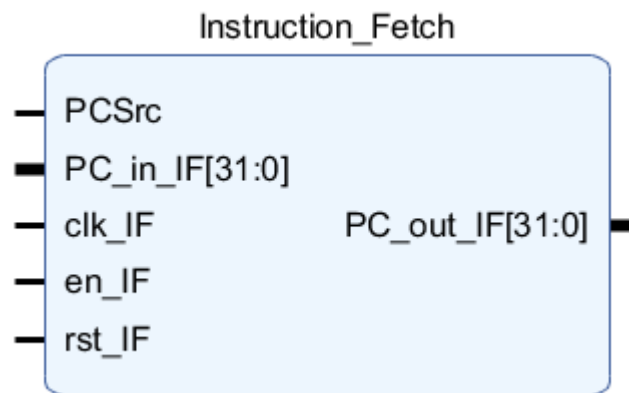 Instruction_Fetch
PCSrc
PC_in_IF[31:0]
clk_IF
PC_out_IF[31:0]
en_IF
rst_IF